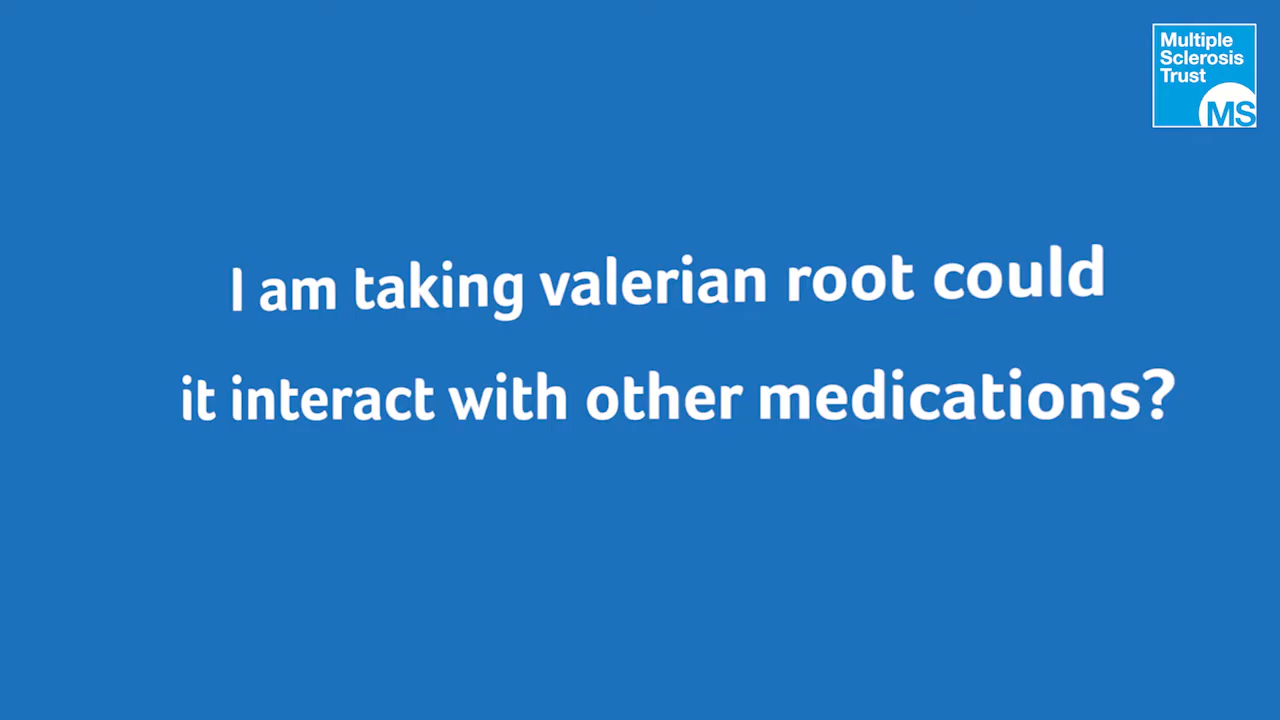 Multiple
Sclerosis
Trust
MS
I am taking valerian root could
it interact with other medications?